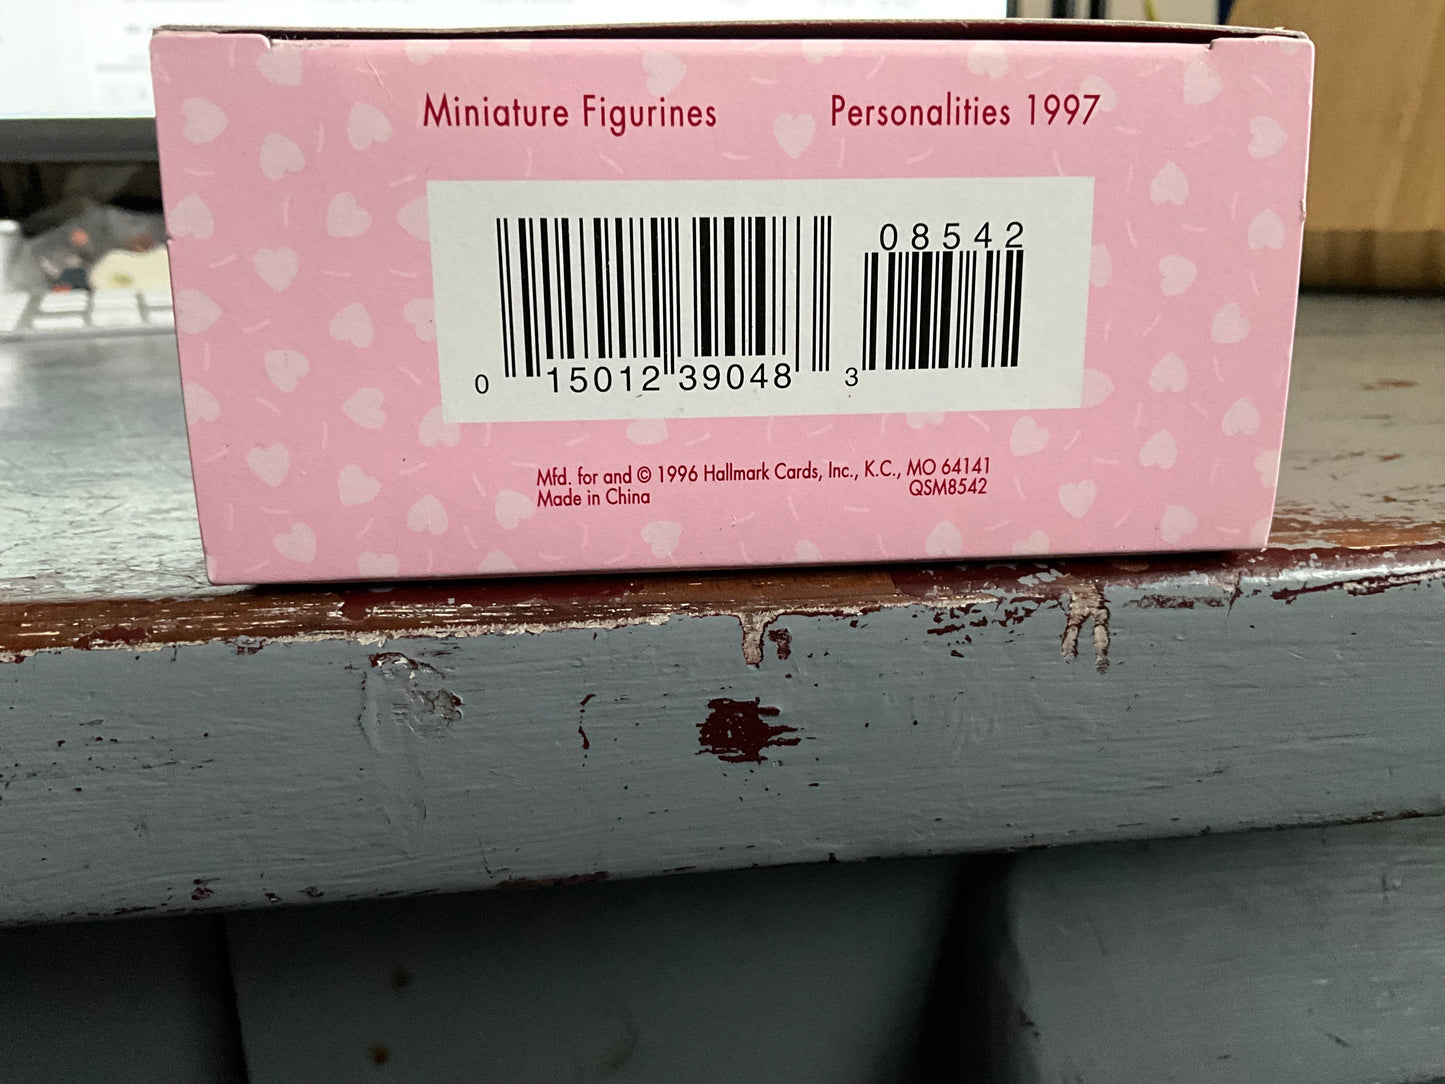 Miniature Figurines Personalities 1997
08542
0 15012 39048 3
Mfd. for and © 1996 Hallmark Cards, Inc., K.C., MO 64141
Made in China QSM8542